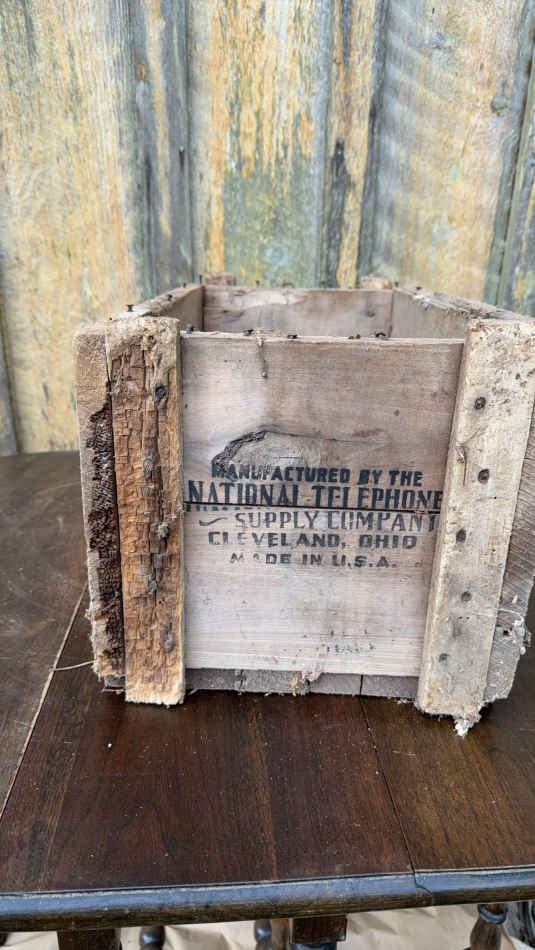 MANUFACTURED BY THE
NATIONAL TELEPHONE
SUPPLY COMPANY
CLEVELAND, OHIO
MADE IN U.S.A.